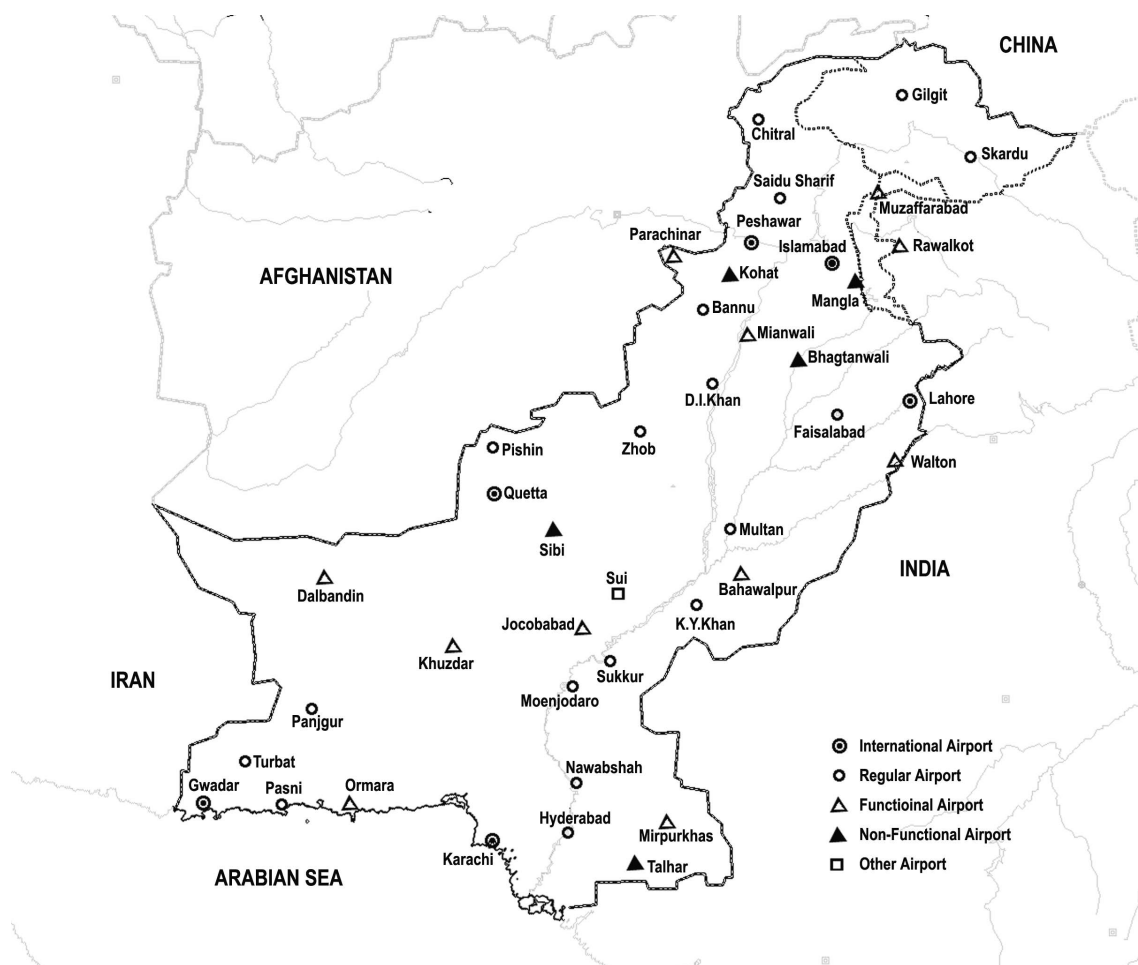 CHINA
Gilgit
Chitral
Skardu
Saidu Sharif
Muzaffarabad
Peshawar
Parachinar
Islamabad
Rawalkot
AFGHANISTAN
Kohat
Mangla
Bannu
Mianwali
Bhagtanwali
D.I.Khan
Lahore
Faisalabad
Zhob
Pishin
Walton
Quetta
Multan
Sibi
INDIA
Sui
Dalbandin
Bahawalpur
K.Y.Khan
Jocobabad
Khuzdar
Sukkur
IRAN
Moenjodaro
Panjgur
Turbat
Nawabshah
Gwadar
Pasni
Ormara
Hyderabad
Mirpurkhas
Karachi
Talhar
ARABIAN SEA
International Airport
Regular Airport
Functioinal Airport
Non-Functional Airport
Other Airport